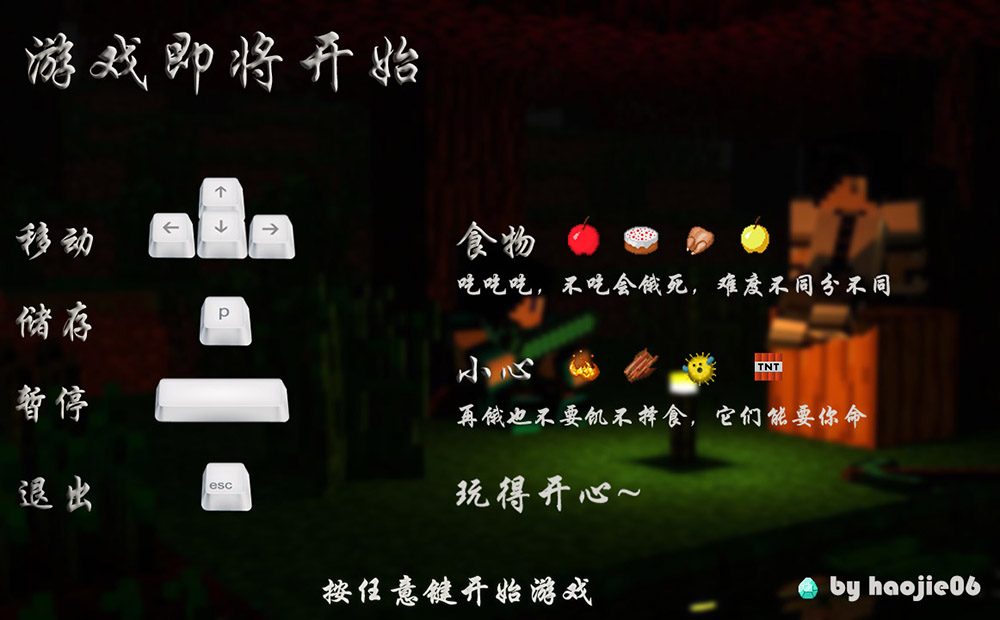 游戏即将开始
移动
储存 p
暂停
退出 esc
食物
吃吃吃，不吃会饿死，难度不同分不同
小心 TNT
再饿也不要饥不择食，它们能要你命
玩得开心~
按任意键开始游戏
by haojie06